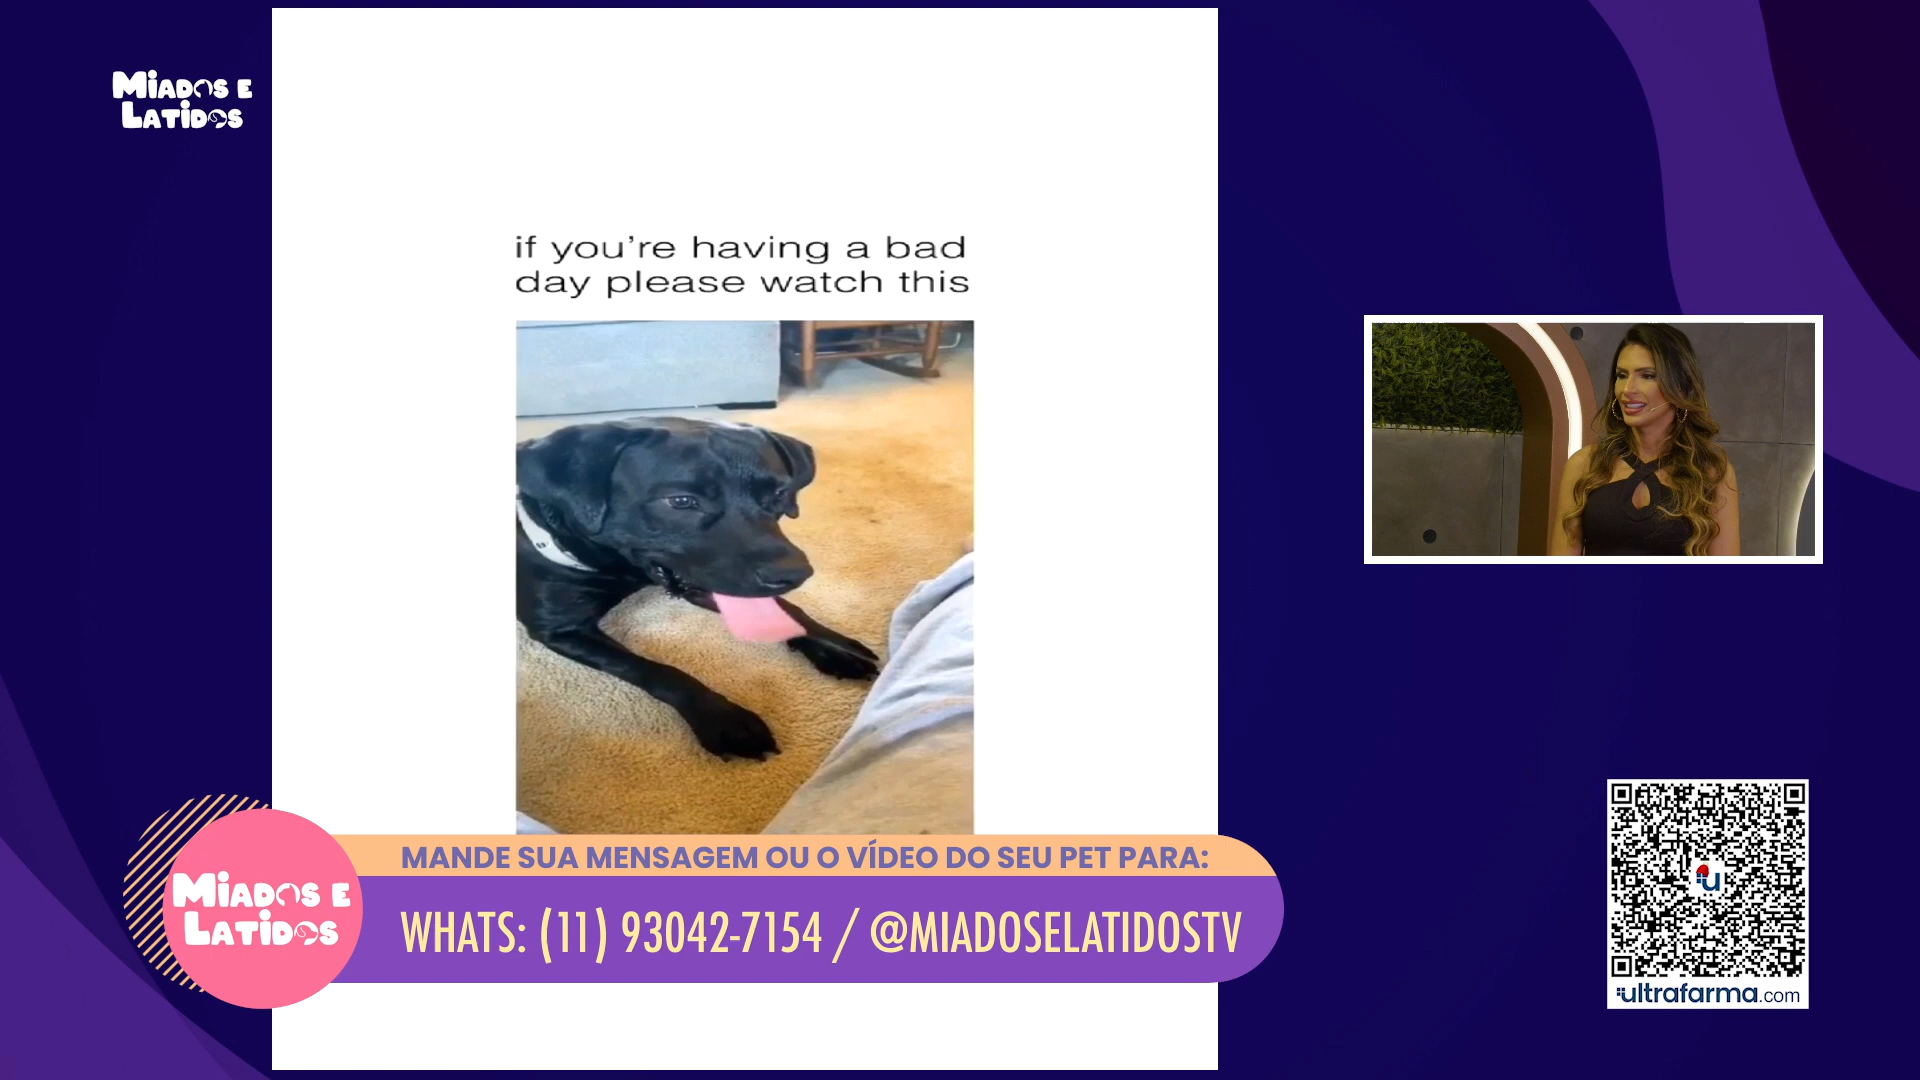 MIADOS E
LATIDOS
if you're having a bad
day please watch this
MANDE SUA MENSAGEM OU O VÍDEO DO SEU PET PARA:
WHATS: (11) 93042-7154 / @MIADOSELATIDOSTV
MIADOS E
LATIDOS
u
ultrafarma.com